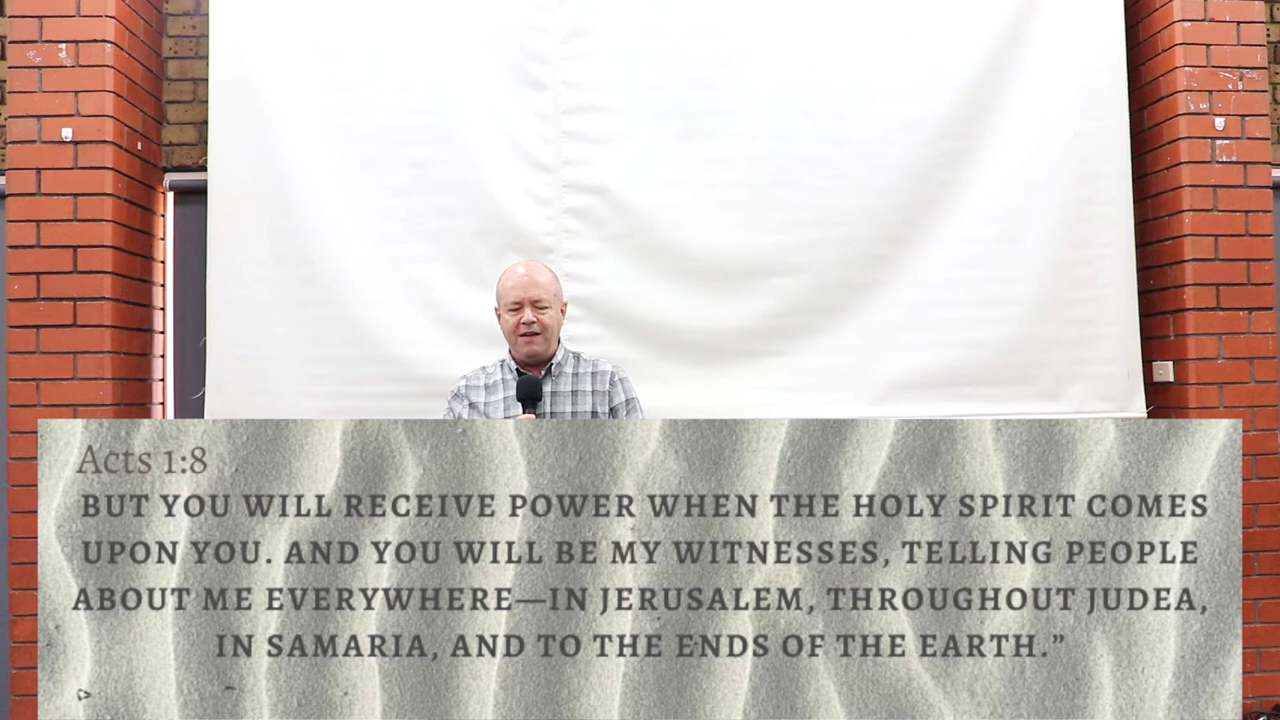 Acts 1:8
BUT YOU WILL RECEIVE POWER WHEN THE HOLY SPIRIT COMES
UPON YOU. AND YOU WILL BE MY WITNESSES, TELLING PEOPLE
ABOUT ME EVERYWHERE—IN JERUSALEM, THROUGHOUT JUDEA,
IN SAMARIA, AND TO THE ENDS OF THE EARTH.”